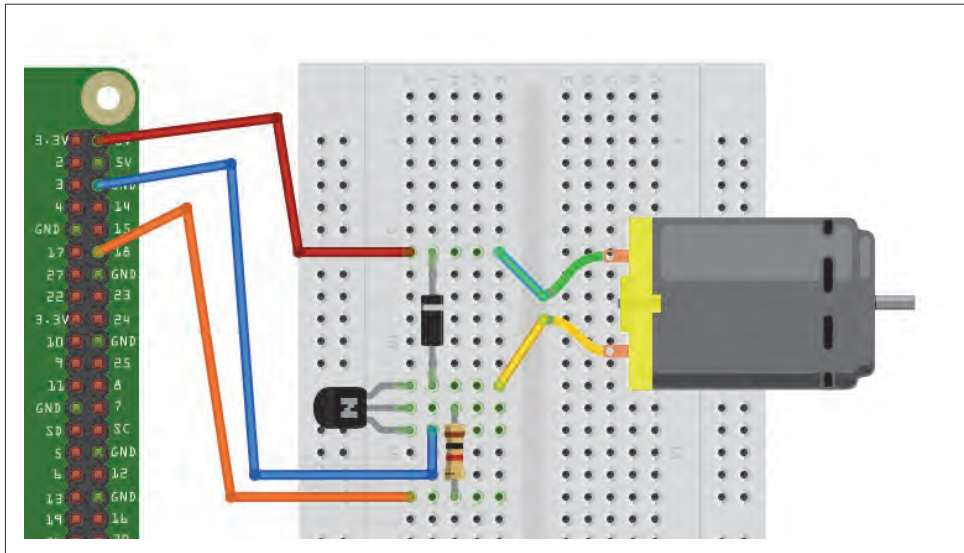 3.3V
2 5V
3 GND
4 14
GND 15
17 18
27 GND
22 23
3.3V 24
10 GND
9 25
11 8
GND 7
SD SC
5 GND
6 12
13 GND
19 16
N